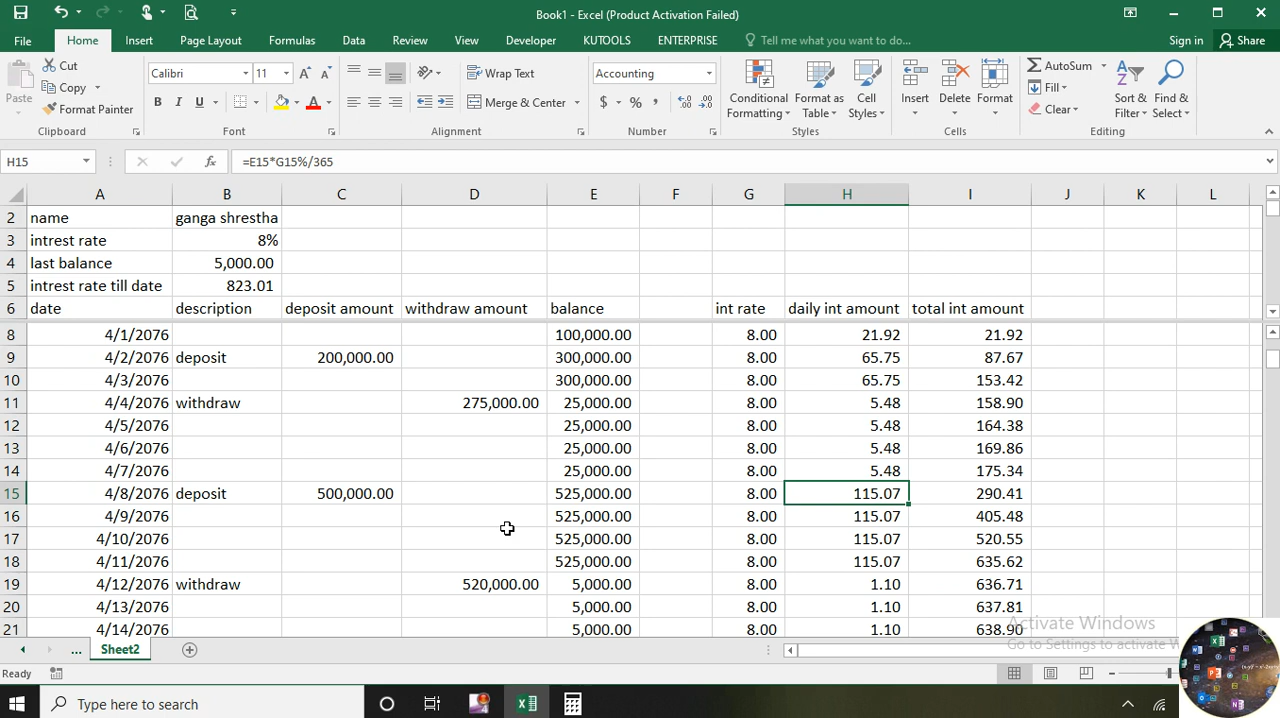 Book1 - Excel (Product Activation Failed)
File Home Insert Page Layout Formulas Data Review View Developer KUTOOLS ENTERPRISE Tell me what you want to do... Sign in Share
Paste Cut Copy Format Painter Clipboard
Calibri 11 B I U A Font
Wrap Text Merge & Center Alignment
Accounting $ % , Number
Conditional Formatting Format as Table Cell Styles Styles
Insert Delete Format Cells
AutoSum Fill Clear Sort & Filter Find & Select Editing
H15 fx =E15*G15%/365
A B C D E F G H I J K L
2 name ganga shrestha
3 intrest rate 8%
4 last balance 5,000.00
5 intrest rate till date 823.01
6 date description deposit amount withdraw amount balance int rate daily int amount total int amount
8 4/1/2076 100,000.00 8.00 21.92 21.92
9 4/2/2076 deposit 200,000.00 300,000.00 8.00 65.75 87.67
10 4/3/2076 300,000.00 8.00 65.75 153.42
11 4/4/2076 withdraw 275,000.00 25,000.00 8.00 5.48 158.90
12 4/5/2076 25,000.00 8.00 5.48 164.38
13 4/6/2076 25,000.00 8.00 5.48 169.86
14 4/7/2076 25,000.00 8.00 5.48 175.34
15 4/8/2076 deposit 500,000.00 525,000.00 8.00 115.07 290.41
16 4/9/2076 525,000.00 8.00 115.07 405.48
17 4/10/2076 525,000.00 8.00 115.07 520.55
18 4/11/2076 525,000.00 8.00 115.07 635.62
19 4/12/2076 withdraw 520,000.00 5,000.00 8.00 1.10 636.71
20 4/13/2076 5,000.00 8.00 1.10 637.81
21 4/14/2076 5,000.00 8.00 1.10 638.90
Activate Windows
Go to Settings to activate W
... Sheet2
Ready
Type here to search